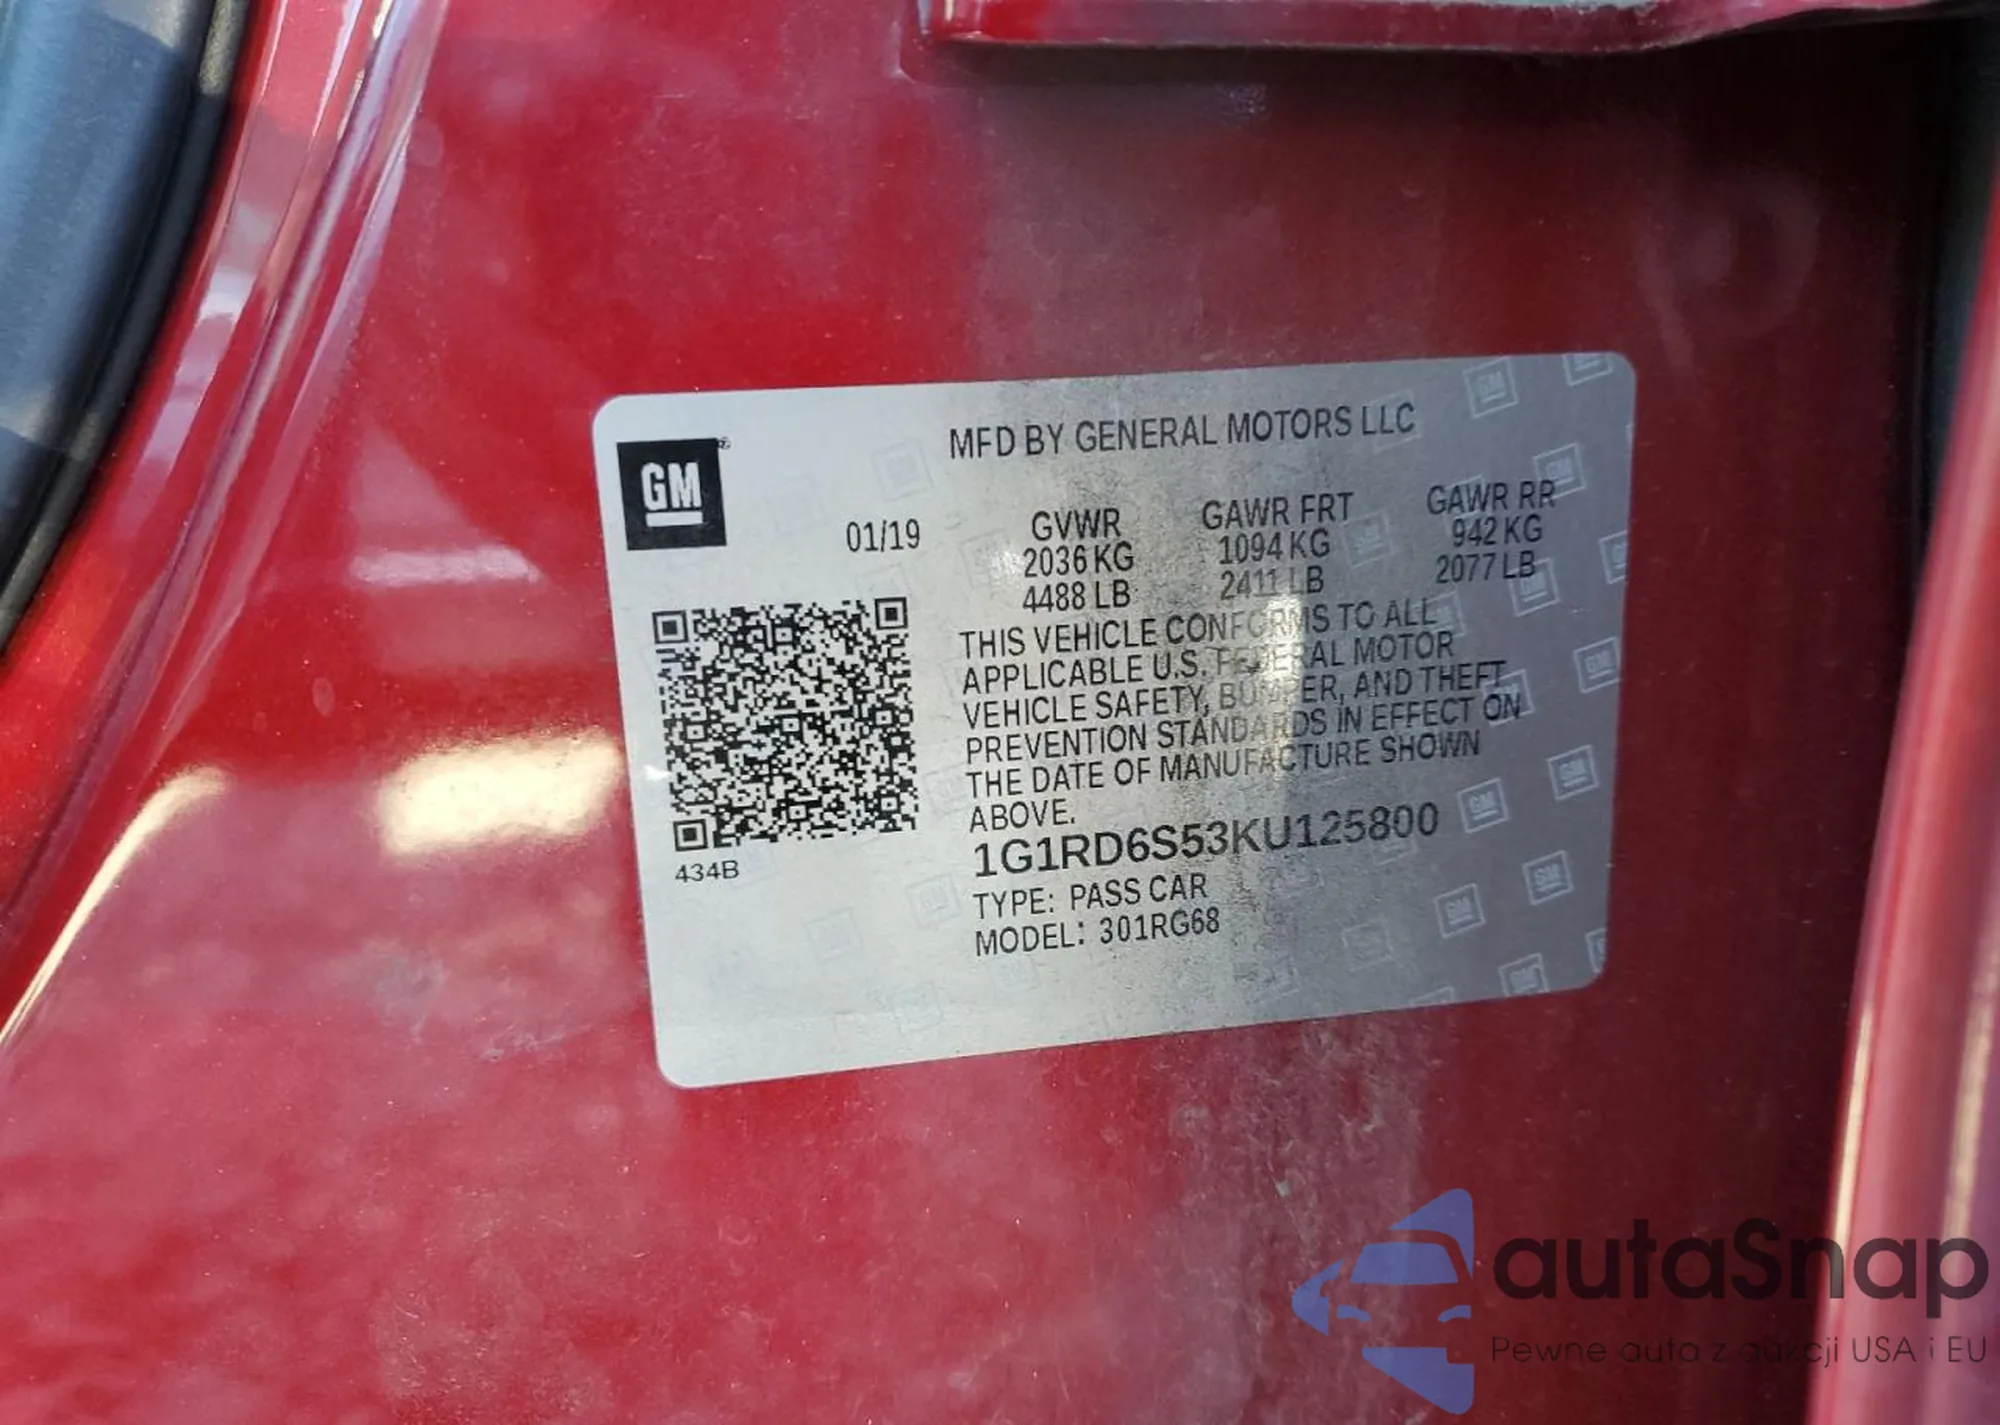 MFD BY GENERAL MOTORS LLC
GM
®
01/19
GVWR GAWR FRT GAWR RR
2036 KG 1094 KG 942 KG
4488 LB 2411 LB 2077 LB
THIS VEHICLE CONFORMS TO ALL
APPLICABLE U.S. FEDERAL MOTOR
VEHICLE SAFETY, BUMPER, AND THEFT
PREVENTION STANDARDS IN EFFECT ON
THE DATE OF MANUFACTURE SHOWN
ABOVE.
1G1RD6S53KU125800
434B
TYPE: PASS CAR
MODEL: 301RG68
autaSnap
Pewne auta z aukcji USA i EU